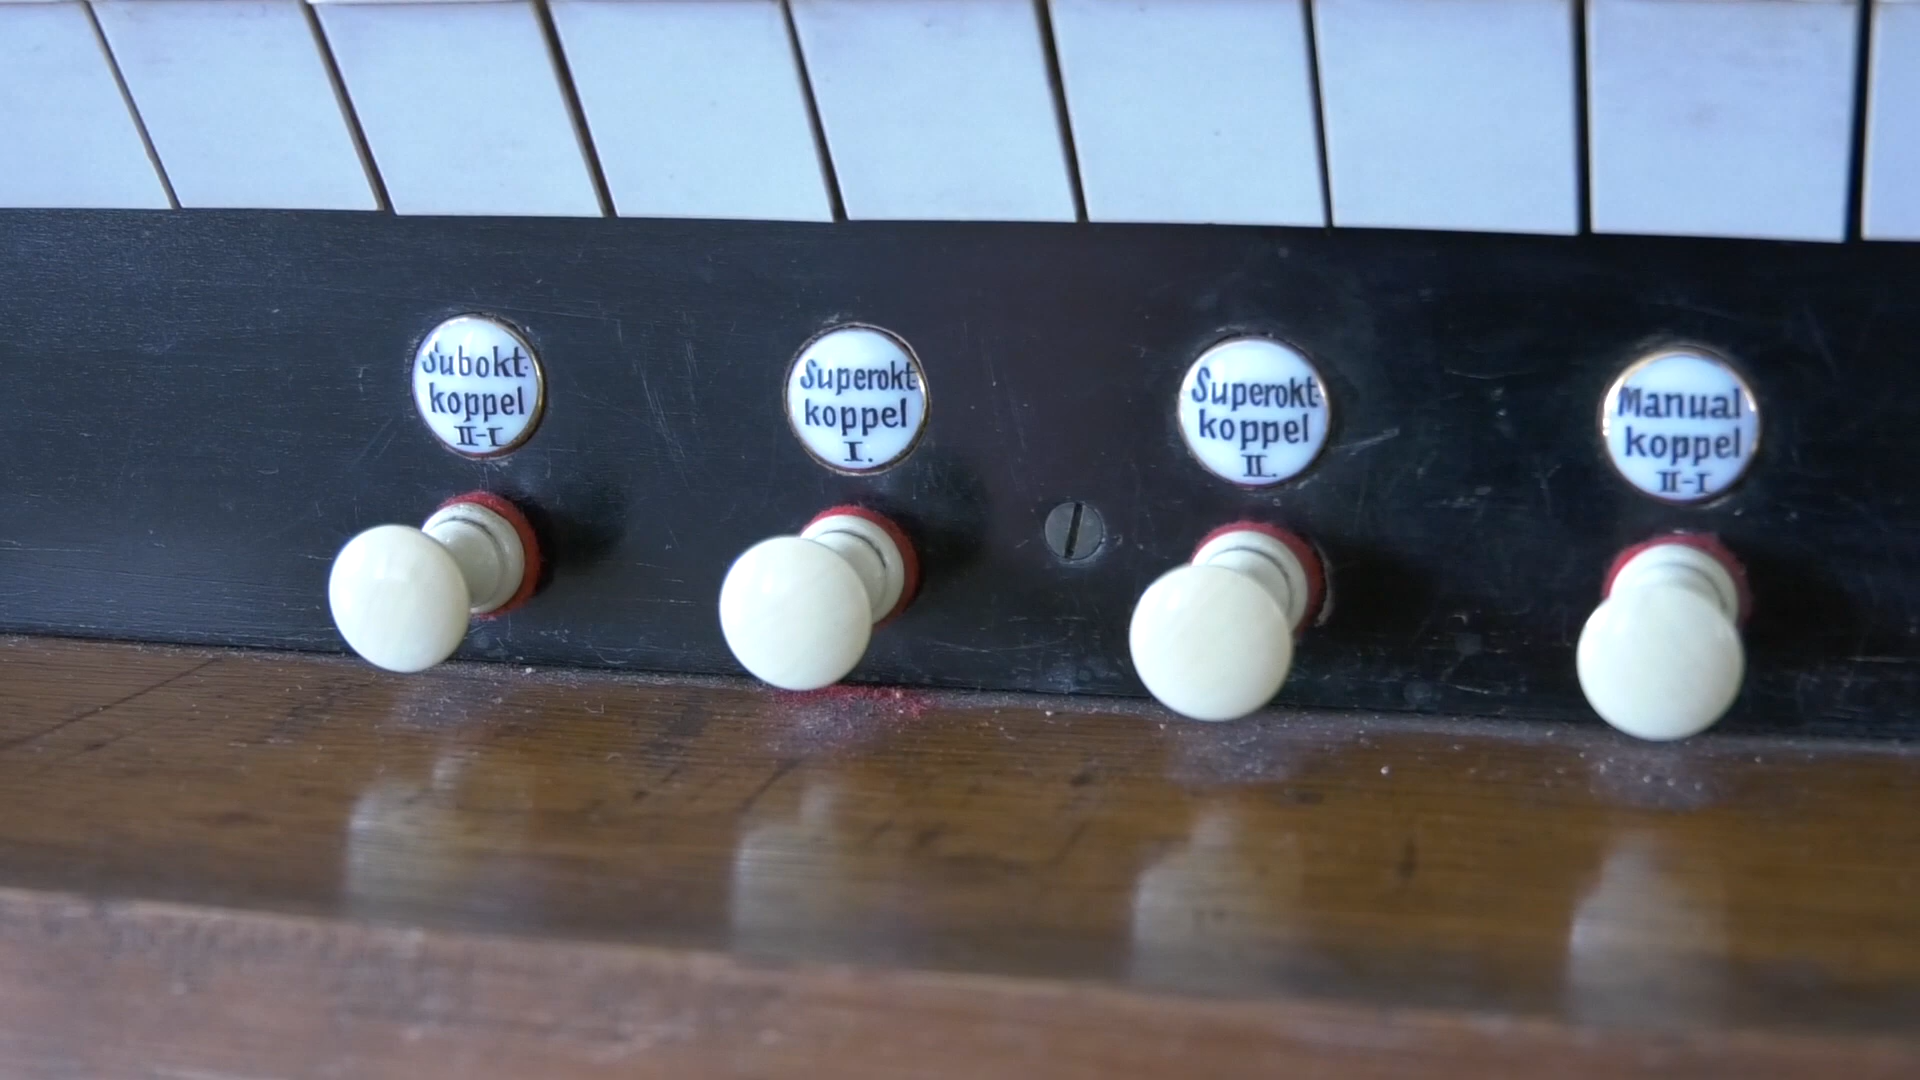 Subokt-
koppel
II-I
Superokt-
koppel
I.
Superokt-
koppel
II.
Manual
koppel
II-I